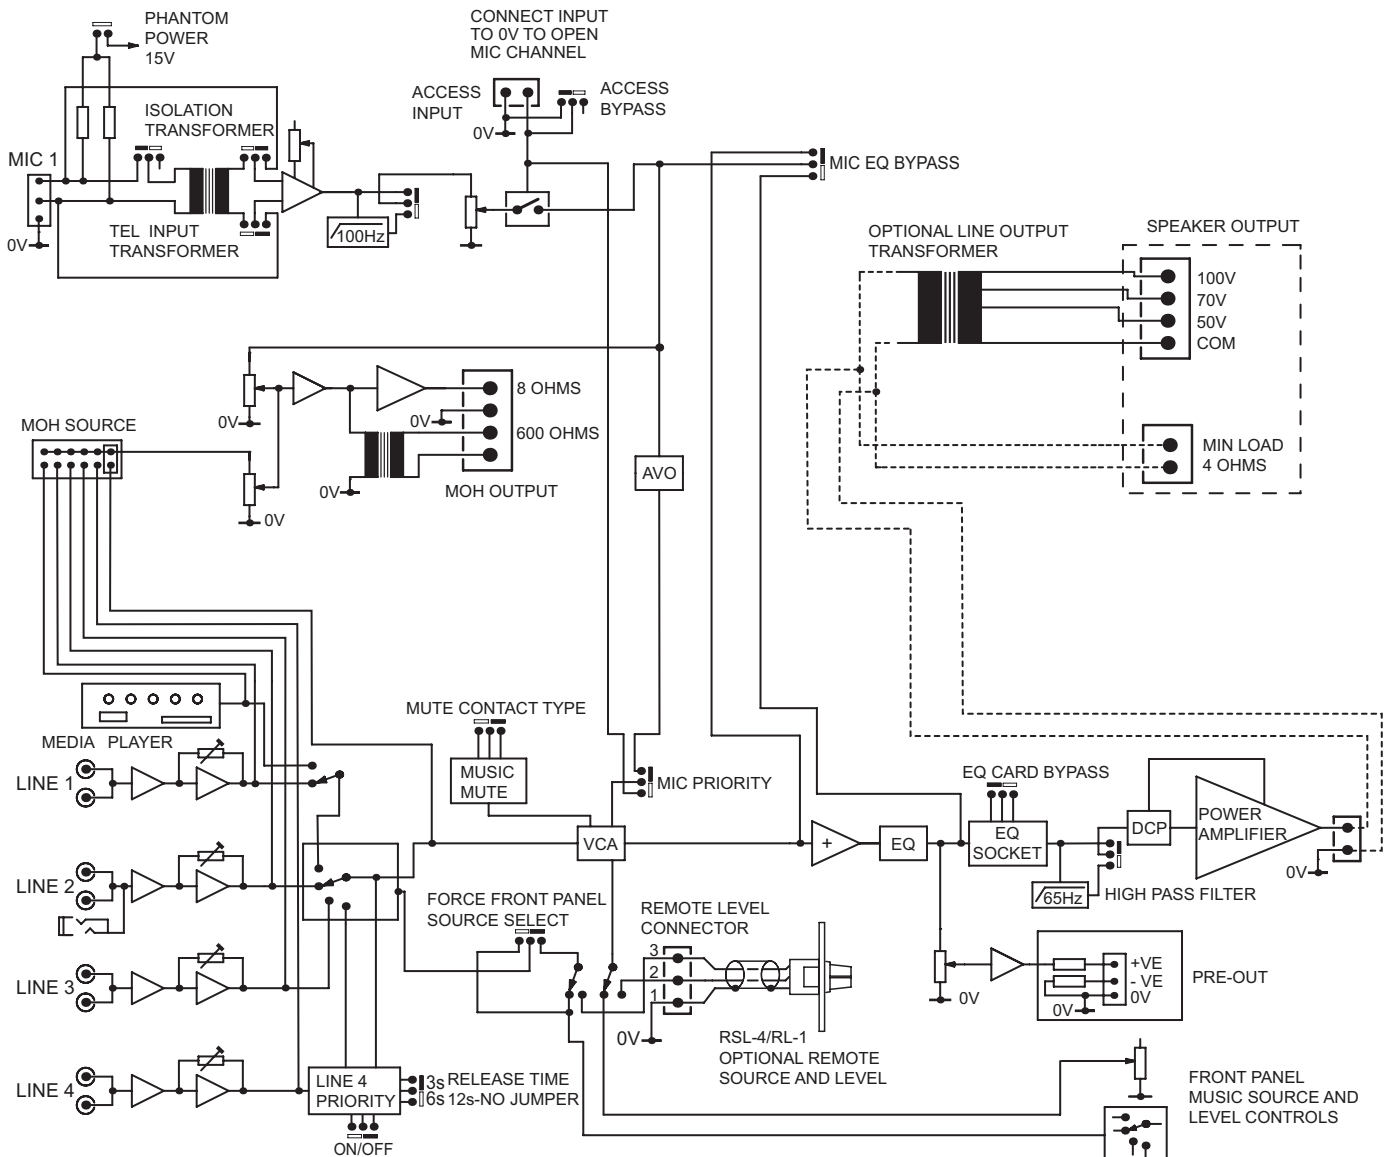 PHANTOM
POWER
15V
CONNECT INPUT
TO 0V TO OPEN
MIC CHANNEL
ACCESS
INPUT
ACCESS
BYPASS
0V
ISOLATION
TRANSFORMER
MIC 1
0V
TEL INPUT
TRANSFORMER
100Hz
MIC EQ BYPASS
OPTIONAL LINE OUTPUT
TRANSFORMER
SPEAKER OUTPUT
100V
70V
50V
COM
MIN LOAD
4 OHMS
MOH SOURCE
0V
0V
8 OHMS
0V
600 OHMS
0V
MOH OUTPUT
AVO
MEDIA PLAYER
LINE 1
LINE 2
LINE 3
LINE 4
MUTE CONTACT TYPE
MUSIC
MUTE
MIC PRIORITY
VCA
+
EQ
EQ CARD BYPASS
EQ
SOCKET
65Hz
HIGH PASS FILTER
DCP
POWER
AMPLIFIER
0V
FORCE FRONT PANEL
SOURCE SELECT
REMOTE LEVEL
CONNECTOR
3
2
1
0V
RSL-4/RL-1
OPTIONAL REMOTE
SOURCE AND LEVEL
0V
+VE
- VE
0V
0V
PRE-OUT
LINE 4
PRIORITY
3s RELEASE TIME
6s 12s-NO JUMPER
ON/OFF
FRONT PANEL
MUSIC SOURCE AND
LEVEL CONTROLS